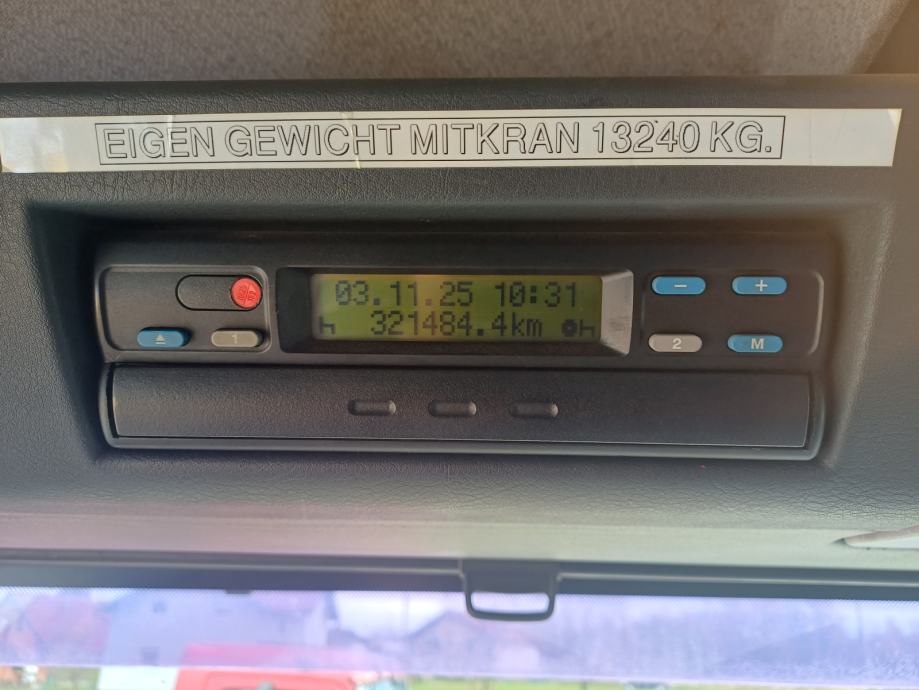 EIGEN GEWICHT MITKRAN 13240 KG.
03.11.25 10:31
321484.4km
1
2
−
+
M